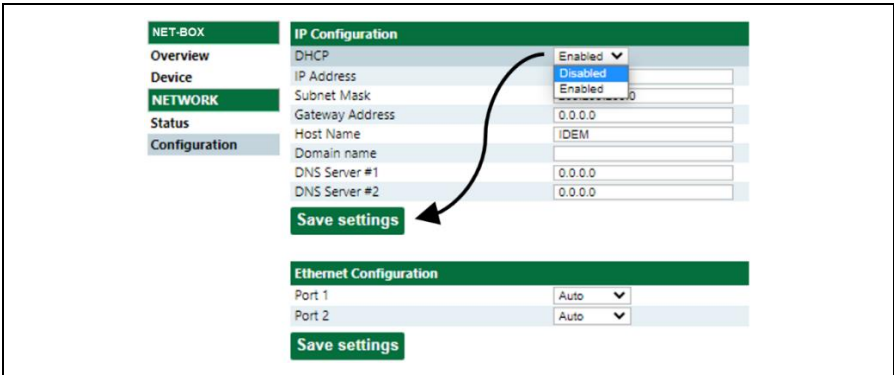 NET-BOX
Overview
Device
NETWORK
Status
Configuration
IP Configuration
DHCP Enabled
Disabled
Enabled
IP Address
Subnet Mask
Gateway Address 0.0.0.0
Host Name IDEM
Domain name
DNS Server #1 0.0.0.0
DNS Server #2 0.0.0.0
Save settings
Ethernet Configuration
Port 1 Auto
Port 2 Auto
Save settings